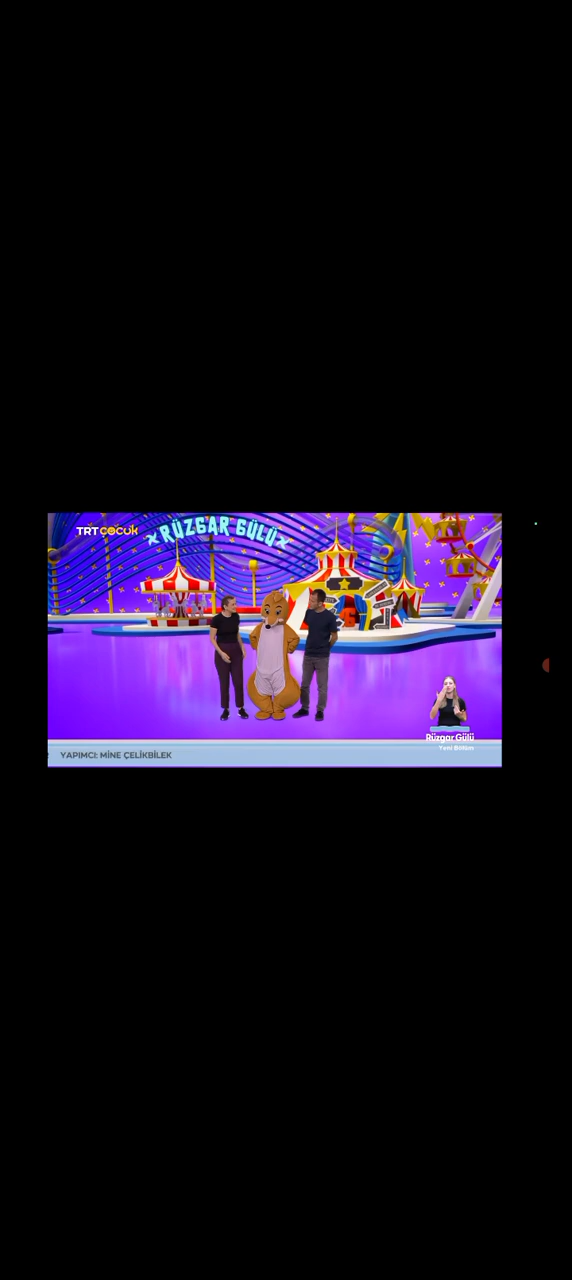 TRT ÇOCUK
RÜZGAR GÜLÜ
Rüzgar Gülü
Yeni Bölüm
YAPIMCI: MİNE ÇELİKBİLEK